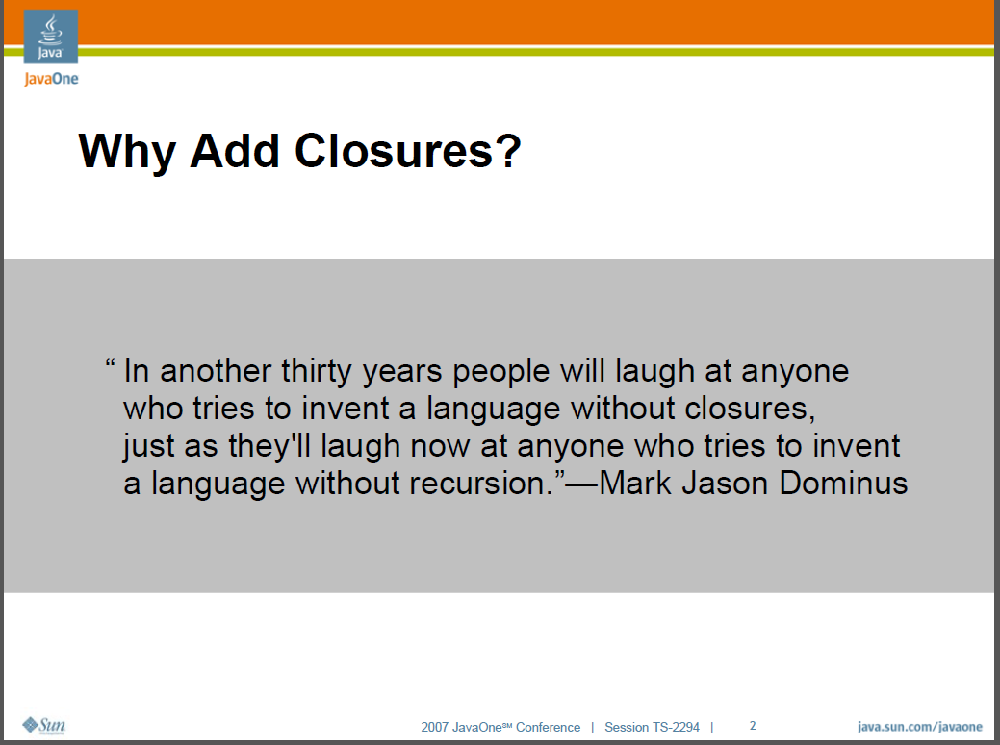 Java
JavaOne
Why Add Closures?
“ In another thirty years people will laugh at anyone
who tries to invent a language without closures,
just as they'll laugh now at anyone who tries to invent
a language without recursion.”—Mark Jason Dominus
Sun
2007 JavaOne℠ Conference | Session TS-2294 | 2
java.sun.com/javaone